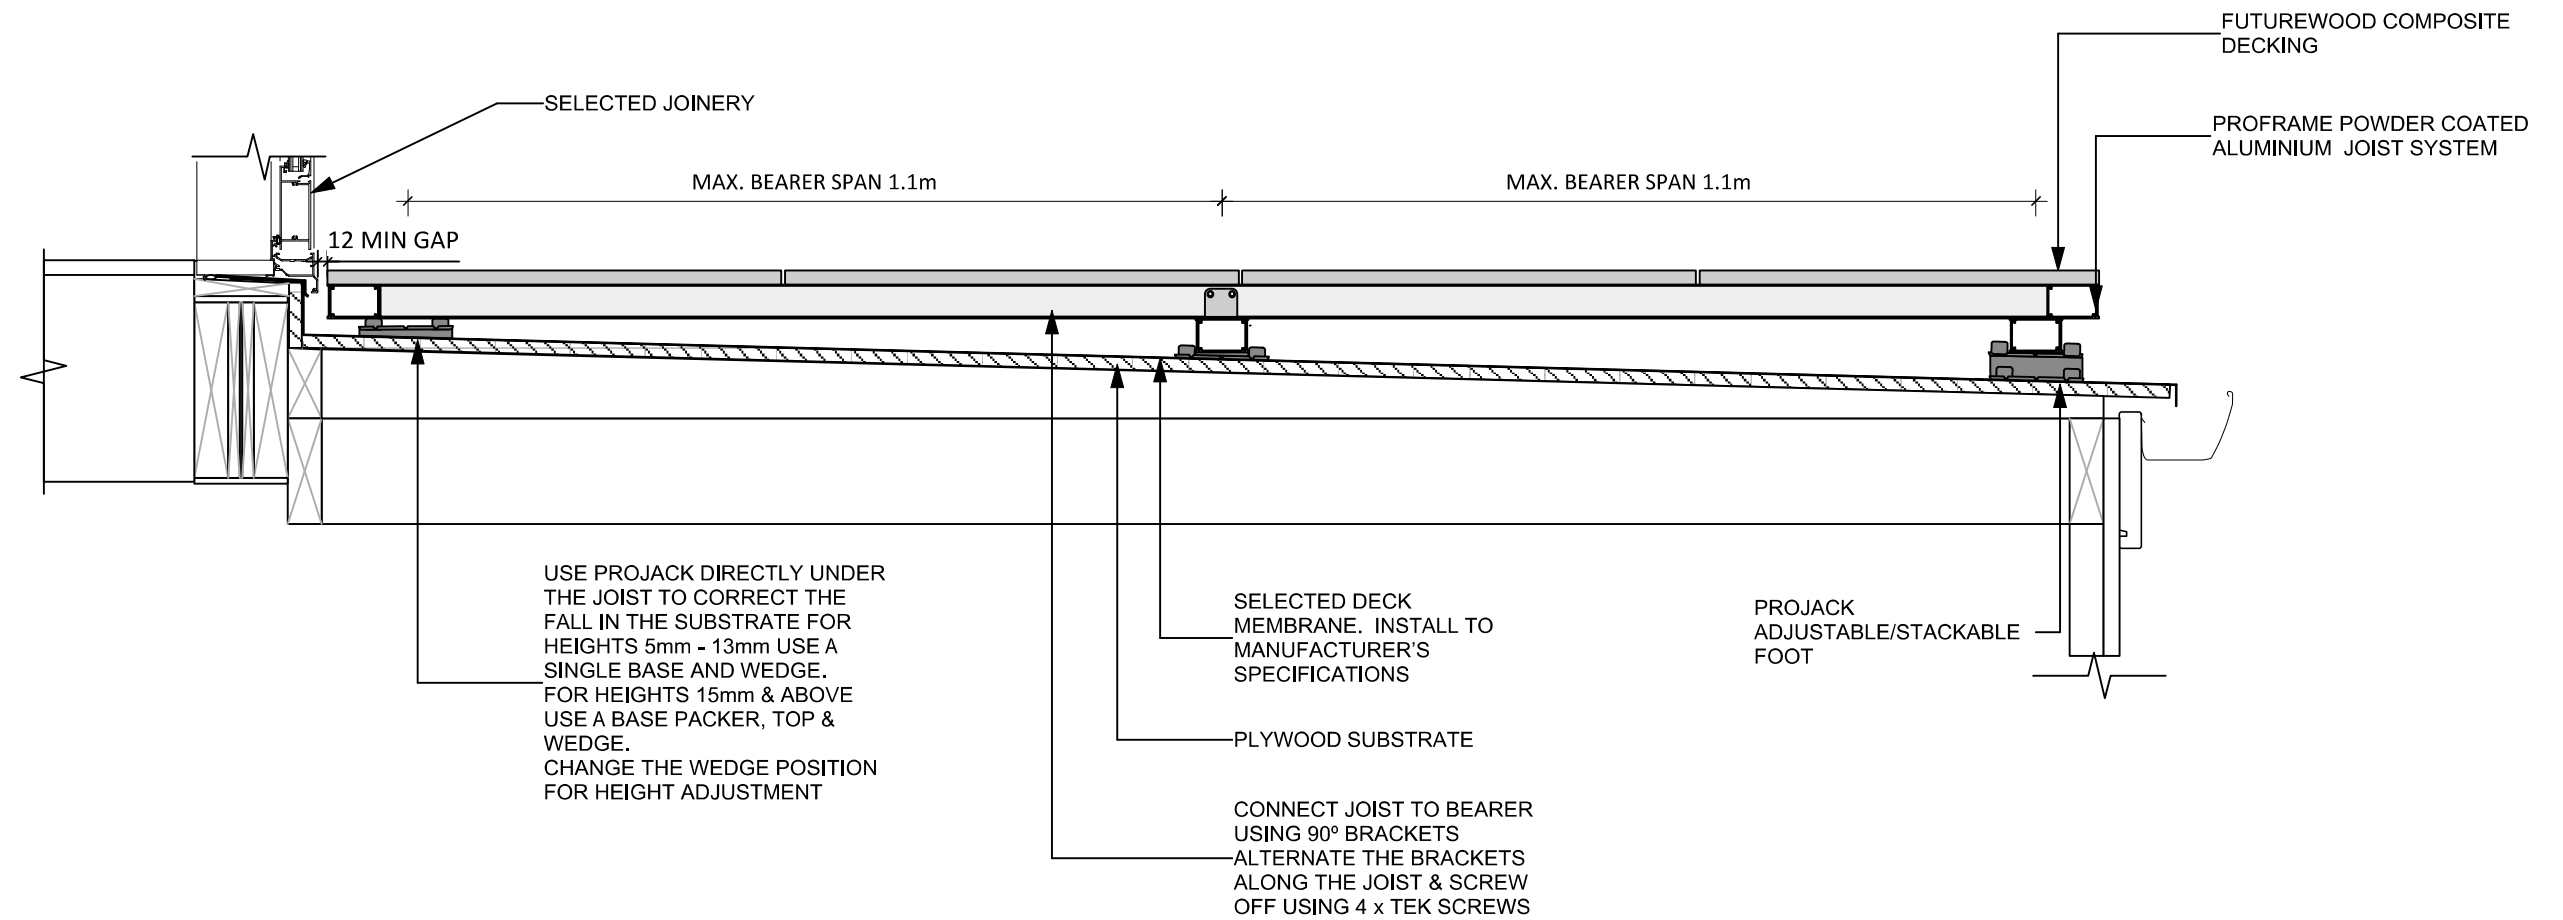 FUTUREWOOD COMPOSITE
DECKING
SELECTED JOINERY
PROFRAME POWDER COATED
ALUMINIUM JOIST SYSTEM
MAX. BEARER SPAN 1.1m
MAX. BEARER SPAN 1.1m
12 MIN GAP
USE PROJACK DIRECTLY UNDER
THE JOIST TO CORRECT THE
FALL IN THE SUBSTRATE FOR
HEIGHTS 5mm - 13mm USE A
SINGLE BASE AND WEDGE.
FOR HEIGHTS 15mm & ABOVE
USE A BASE PACKER, TOP &
WEDGE.
CHANGE THE WEDGE POSITION
FOR HEIGHT ADJUSTMENT
SELECTED DECK
MEMBRANE. INSTALL TO
MANUFACTURER'S
SPECIFICATIONS
PLYWOOD SUBSTRATE
CONNECT JOIST TO BEARER
USING 90º BRACKETS
ALTERNATE THE BRACKETS
ALONG THE JOIST & SCREW
OFF USING 4 x TEK SCREWS
PROJACK
ADJUSTABLE/STACKABLE
FOOT